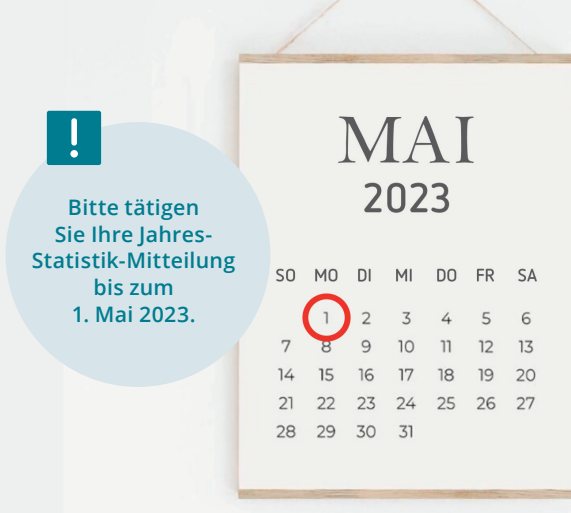 !
Bitte tätigen
Sie Ihre Jahres-
Statistik-Mitteilung
bis zum
1. Mai 2023.
MAI
2023
SO MO DI MI DO FR SA
1 2 3 4 5 6
7 8 9 10 11 12 13
14 15 16 17 18 19 20
21 22 23 24 25 26 27
28 29 30 31